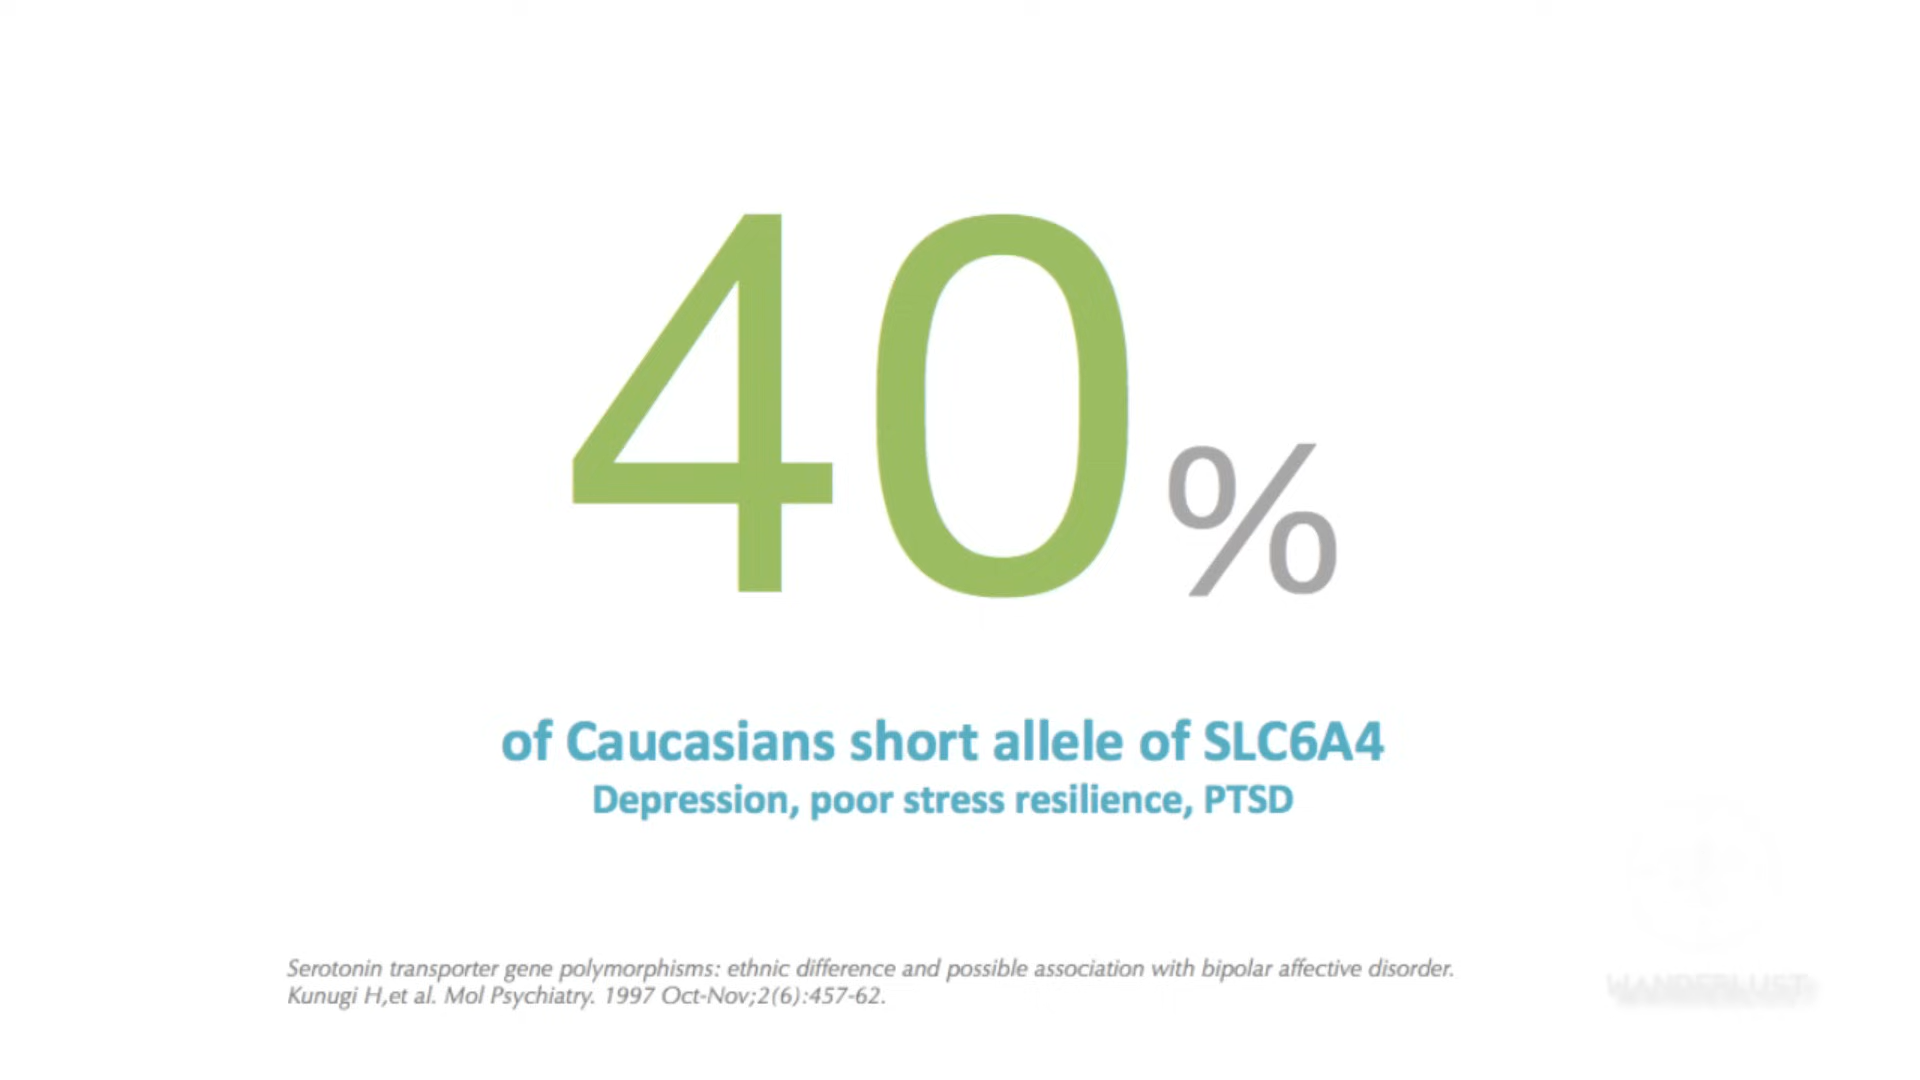 40%
of Caucasians short allele of SLC6A4
Depression, poor stress resilience, PTSD
Serotonin transporter gene polymorphisms: ethnic difference and possible association with bipolar affective disorder.
Kunugi H,et al. Mol Psychiatry. 1997 Oct-Nov;2(6):457-62.
WANDERLUST